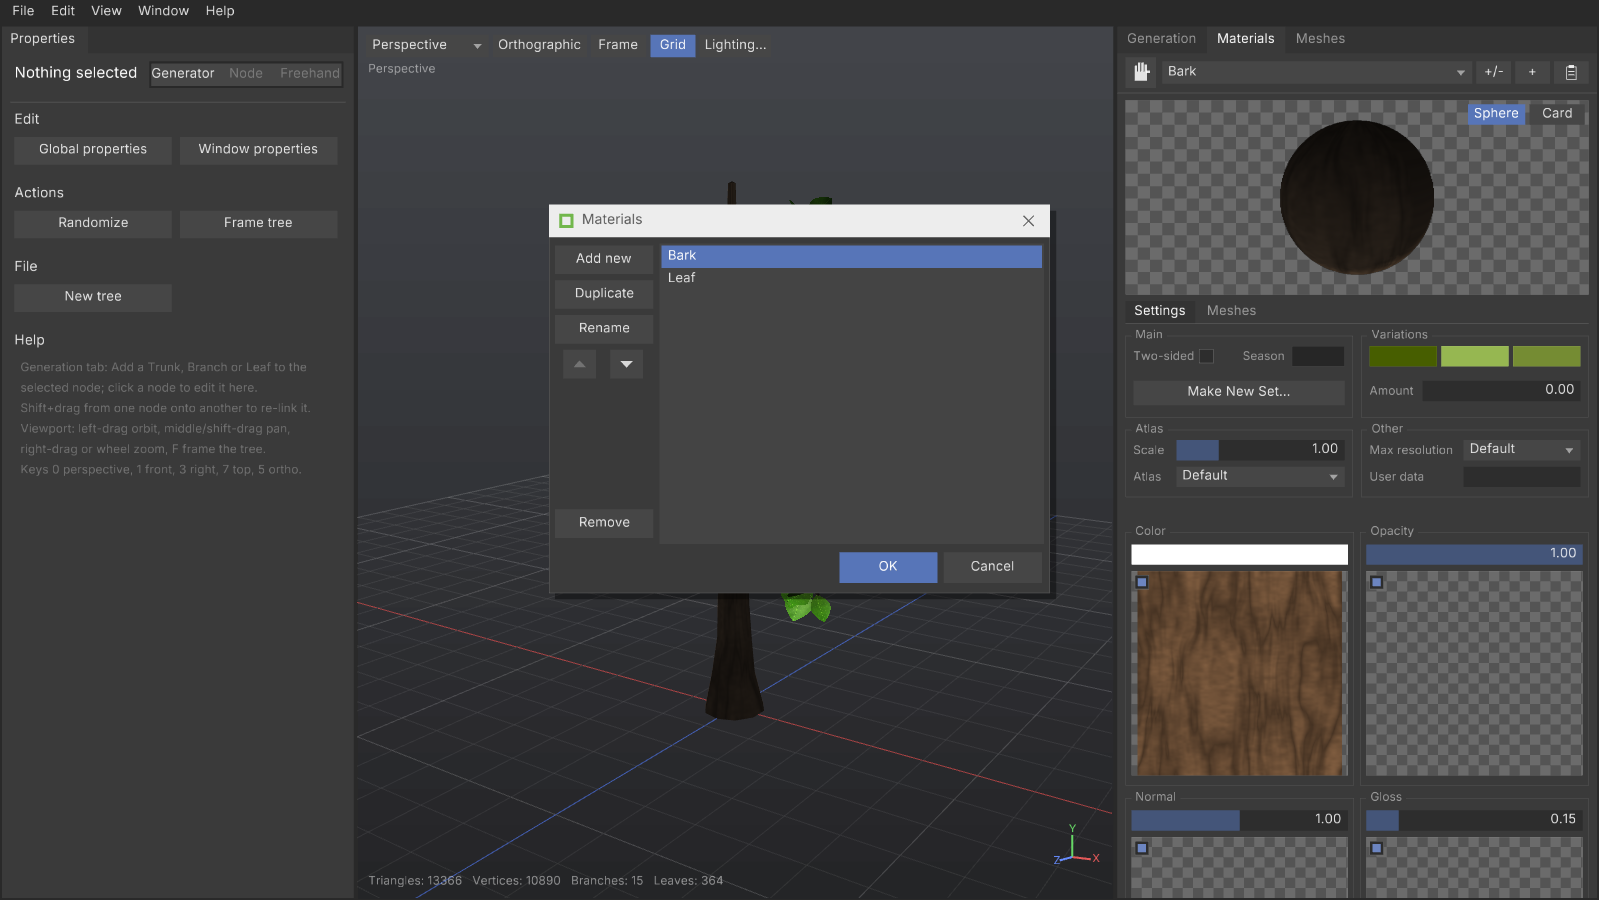 File Edit View Window Help
Properties
Nothing selected Generator Node Freehand
Edit
Global properties Window properties
Actions
Randomize Frame tree
File
New tree
Help
Generation tab: Add a Trunk, Branch or Leaf to the
selected node; click a node to edit it here.
Shift+drag from one node onto another to re-link it.
Viewport: left-drag orbit, middle/shift-drag pan,
right-drag or wheel zoom, F frame the tree.
Keys 0 perspective, 1 front, 3 right, 7 top, 5 ortho.
Perspective Orthographic Frame Grid Lighting...
Perspective
Materials
Add new
Duplicate
Rename
Remove
Bark
Leaf
OK Cancel
Y
Z X
Triangles: 13366 Vertices: 10890 Branches: 15 Leaves: 364
Generation Materials Meshes
Bark +/- +
Sphere Card
Settings Meshes
Main
Two-sided Season
Make New Set...
Variations
Amount 0.00
Atlas
Scale 1.00
Atlas Default
Other
Max resolution Default
User data
Color
Opacity
1.00
Normal
1.00
Gloss
0.15